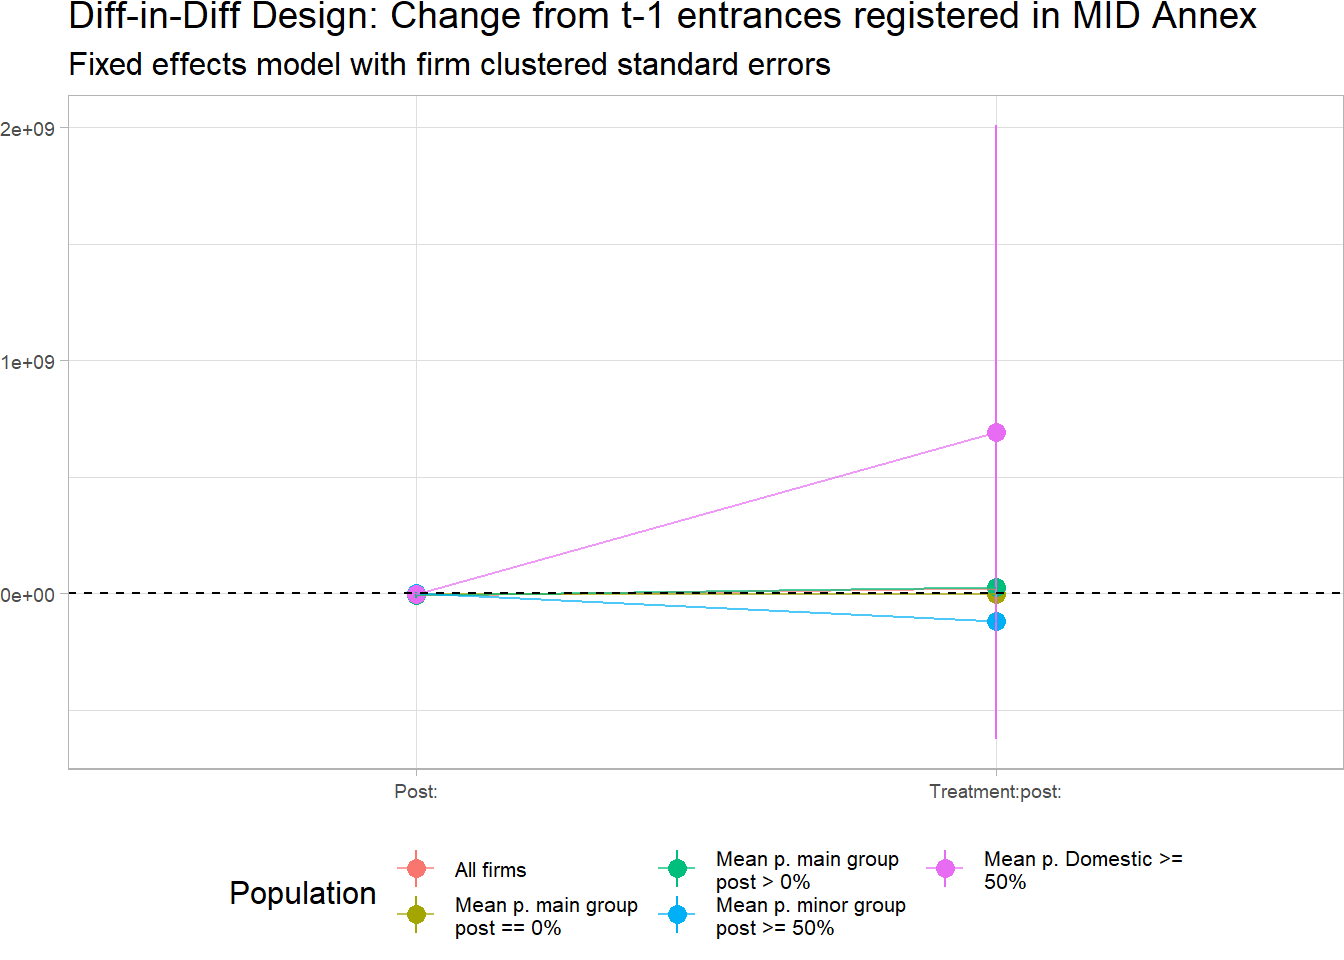 Diff-in-Diff Design: Change from t-1 entrances registered in MID Annex
Fixed effects model with firm clustered standard errors
2e+09
1e+09
0e+00
Post:
Treatment:post:
Population
All firms
Mean p. main group
post == 0%
Mean p. main group
post > 0%
Mean p. minor group
post >= 50%
Mean p. Domestic >=
50%